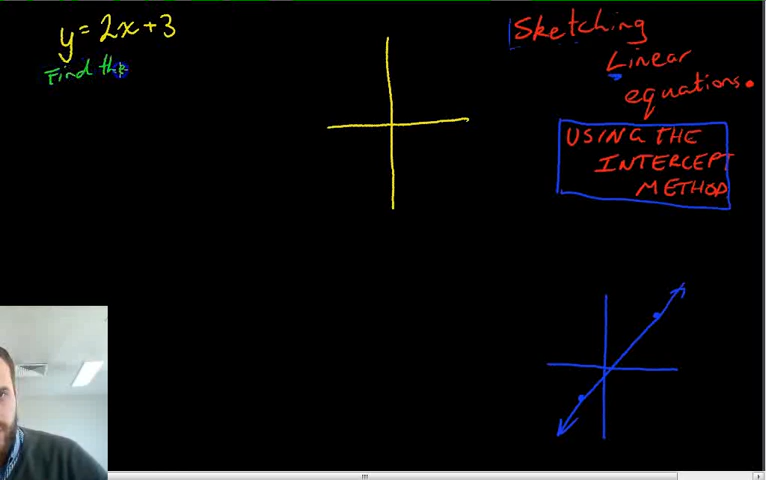 y = 2x + 3
Find the
Sketching
Linear
equations.
USING THE
INTERCEPT
METHOD